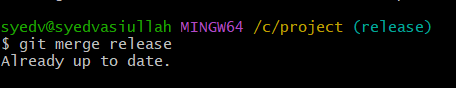 syedv@syedvasiullah MINGW64 /c/project (release)
$ git merge release
Already up to date.